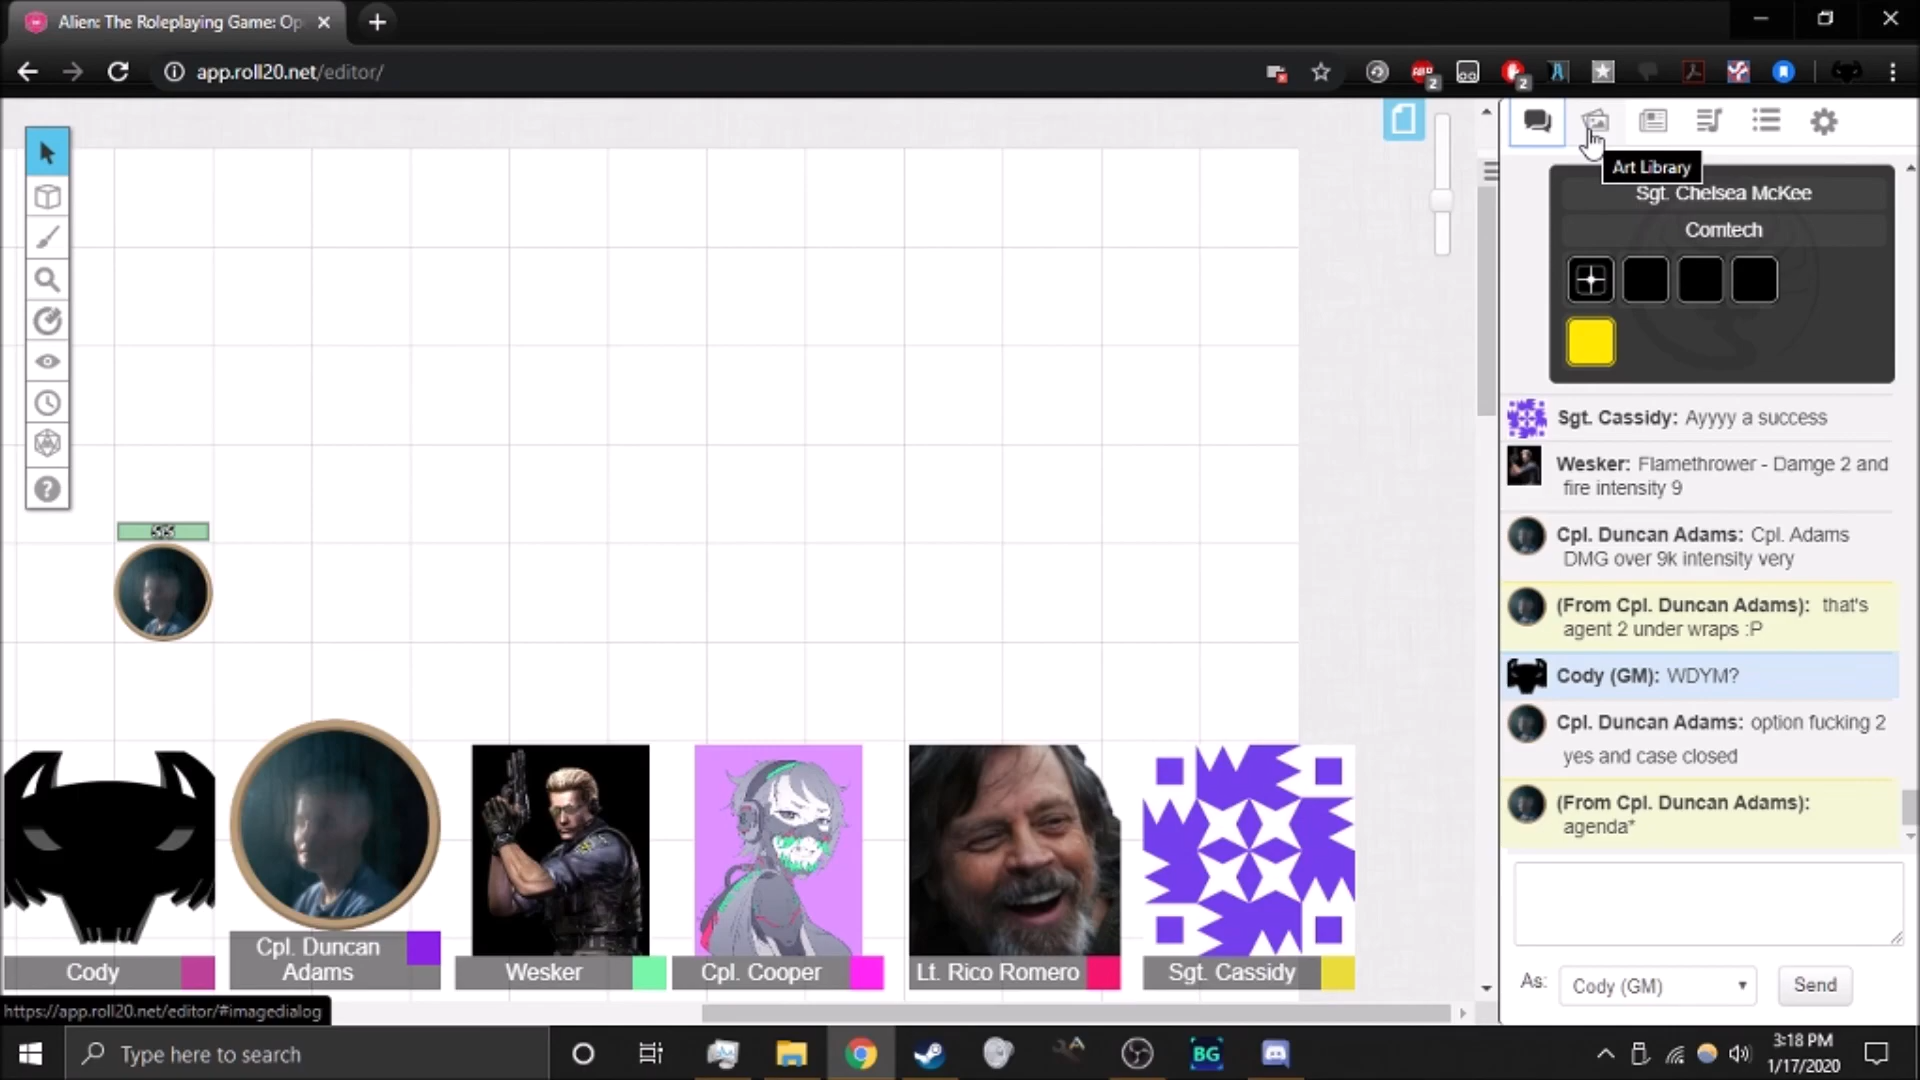 Alien: The Roleplaying Game: Op
app.roll20.net/editor/
2
2
Art Library
Sgt. Chelsea McKee
Comtech
Sgt. Cassidy: Ayyyy a success
Wesker: Flamethrower - Damge 2 and
fire intensity 9
Cpl. Duncan Adams: Cpl. Adams
DMG over 9k intensity very
(From Cpl. Duncan Adams): that's
agent 2 under wraps :P
Cody (GM): WDYM?
Cpl. Duncan Adams: option fucking 2
yes and case closed
(From Cpl. Duncan Adams):
agenda*
Cody
Cpl. Duncan
Adams
Wesker
Cpl. Cooper
Lt. Rico Romero
Sgt. Cassidy
As:
Cody (GM)
Send
https://app.roll20.net/editor/#imagedialog
Type here to search
BG
3:18 PM
1/17/2020